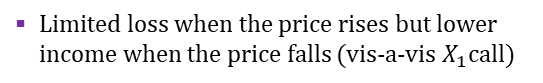 ▪ Limited loss when the price rises but lower
income when the price falls (vis-a-vis X₁ call)